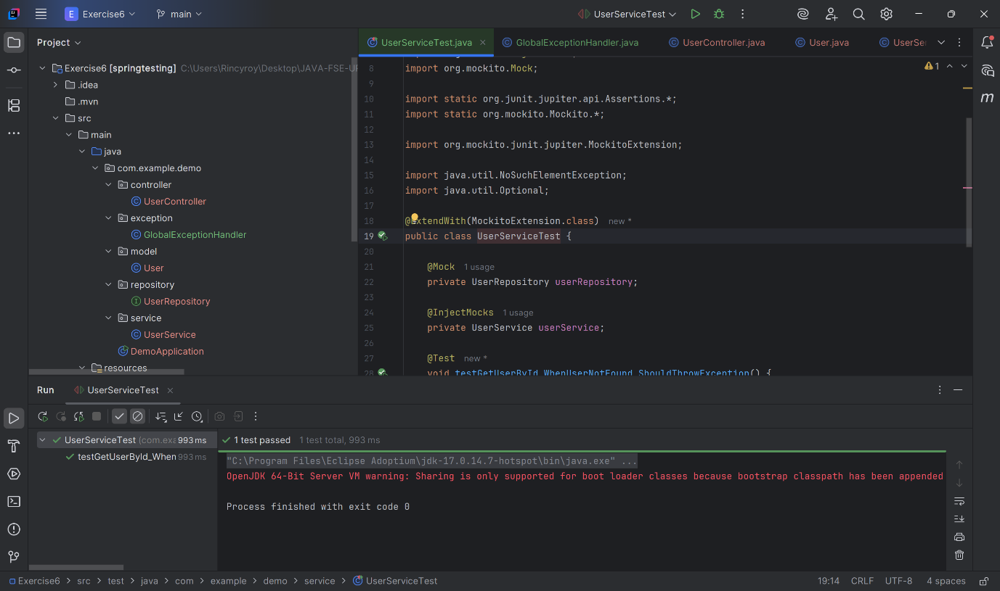 E Exercise6 main UserServiceTest
Project
Exercise6 [springtesting] C:\Users\Rincyroy\Desktop\JAVA-FSE-UP
.idea
.mvn
src
main
java
com.example.demo
controller
UserController
exception
GlobalExceptionHandler
model
User
repository
UserRepository
service
UserService
DemoApplication
resources
UserServiceTest.java GlobalExceptionHandler.java UserController.java User.java UserSe
1
8 import org.mockito.Mock;
9
10 import static org.junit.jupiter.api.Assertions.*;
11 import static org.mockito.Mockito.*;
12
13 import org.mockito.junit.jupiter.MockitoExtension;
14
15 import java.util.NoSuchElementException;
16 import java.util.Optional;
17
18 @ExtendWith(MockitoExtension.class) new *
19 public class UserServiceTest {
20
21 @Mock 1 usage
22 private UserRepository userRepository;
23
24 @InjectMocks 1 usage
25 private UserService userService;
26
27 @Test new *
28 void testGetUserById_WhenUserNotFound_ShouldThrowException() {
Run UserServiceTest
UserServiceTest (com.exa 993 ms
testGetUserById_When 993 ms
1 test passed 1 test total, 993 ms
"C:\Program Files\Eclipse Adoptium\jdk-17.0.14.7-hotspot\bin\java.exe" ...
OpenJDK 64-Bit Server VM warning: Sharing is only supported for boot loader classes because bootstrap classpath has been appended
Process finished with exit code 0
Exercise6 > src > test > java > com > example > demo > service > UserServiceTest
19:14 CRLF UTF-8 4 spaces